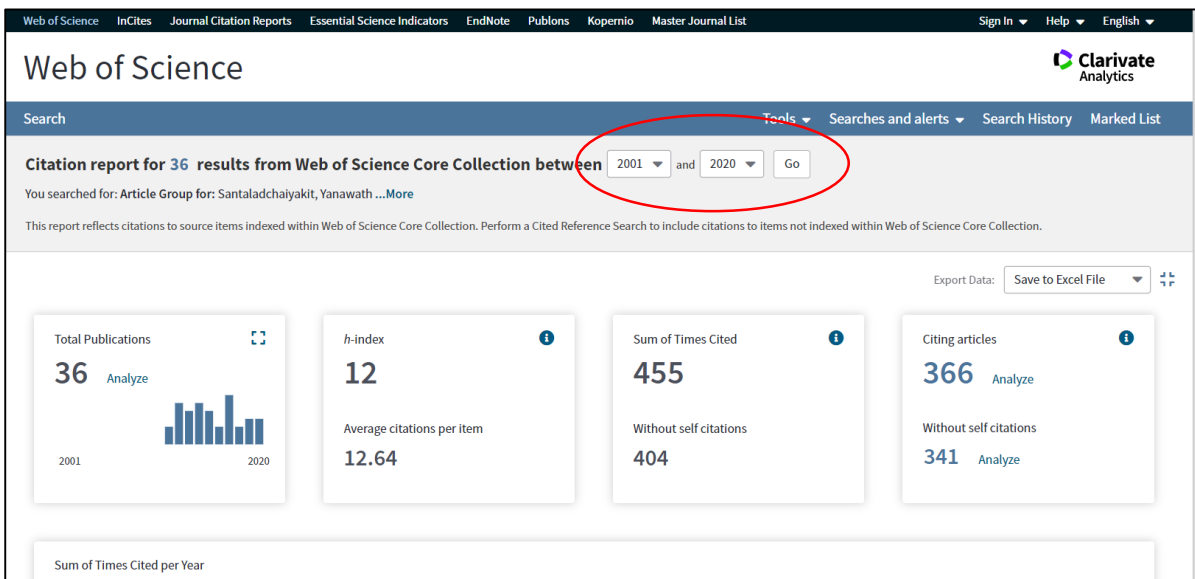 Web of Science InCites Journal Citation Reports Essential Science Indicators EndNote Publons Kopernio Master Journal List Sign In Help English
Web of Science
Clarivate
Analytics
Search Tools Searches and alerts Search History Marked List
Citation report for 36 results from Web of Science Core Collection between 2001 and 2020 Go
You searched for: Article Group for: Santaladchaiyakit, Yanawath ...More
This report reflects citations to source items indexed within Web of Science Core Collection. Perform a Cited Reference Search to include citations to items not indexed within Web of Science Core Collection.
Export Data: Save to Excel File
Total Publications
36 Analyze
2001 2020
h-index
12
Average citations per item
12.64
Sum of Times Cited
455
Without self citations
404
Citing articles
366 Analyze
Without self citations
341 Analyze
Sum of Times Cited per Year